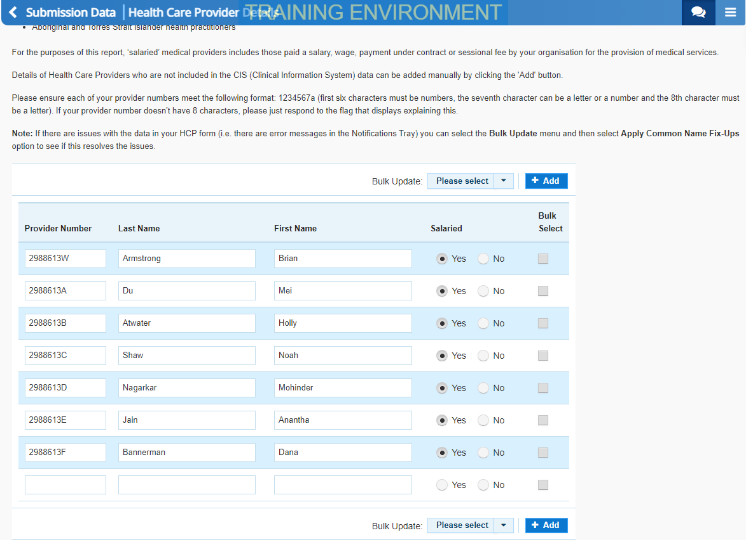 Submission Data | Health Care Provider Details
TRAINING ENVIRONMENT
• Aboriginal and Torres Strait Islander health practitioners
For the purposes of this report, 'salaried' medical providers includes those paid a salary, wage, payment under contract or sessional fee by your organisation for the provision of medical services.
Details of Health Care Providers who are not included in the CIS (Clinical Information System) data can be added manually by clicking the 'Add' button.
Please ensure each of your provider numbers meet the following format: 1234567a (first six characters must be numbers, the seventh character can be a letter or a number and the 8th character must
be a letter). If your provider number doesn't have 8 characters, please just respond to the flag that displays explaining this.
Note: If there are issues with the data in your HCP form (i.e. there are error messages in the Notifications Tray) you can select the Bulk Update menu and then select Apply Common Name Fix-Ups
option to see if this resolves the issues.
Bulk Update: Please select + Add
Provider Number Last Name First Name Salaried Bulk Select
2988613W Armstrong Brian Yes No
2988613A Du Mei Yes No
2988613B Atwater Holly Yes No
2988613C Shaw Noah Yes No
2988613D Nagarkar Mohinder Yes No
2988613E Jain Anantha Yes No
2988613F Bannerman Dana Yes No
Yes No
Bulk Update: Please select + Add